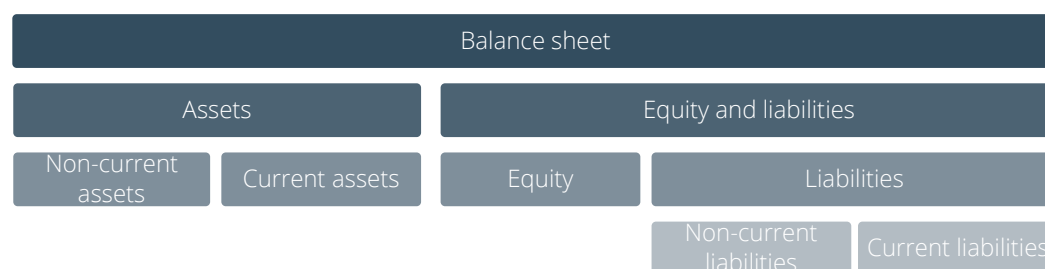 Balance sheet
Assets
Equity and liabilities
Non-current
assets
Current assets
Equity
Liabilities
Non-current
liabilities
Current liabilities